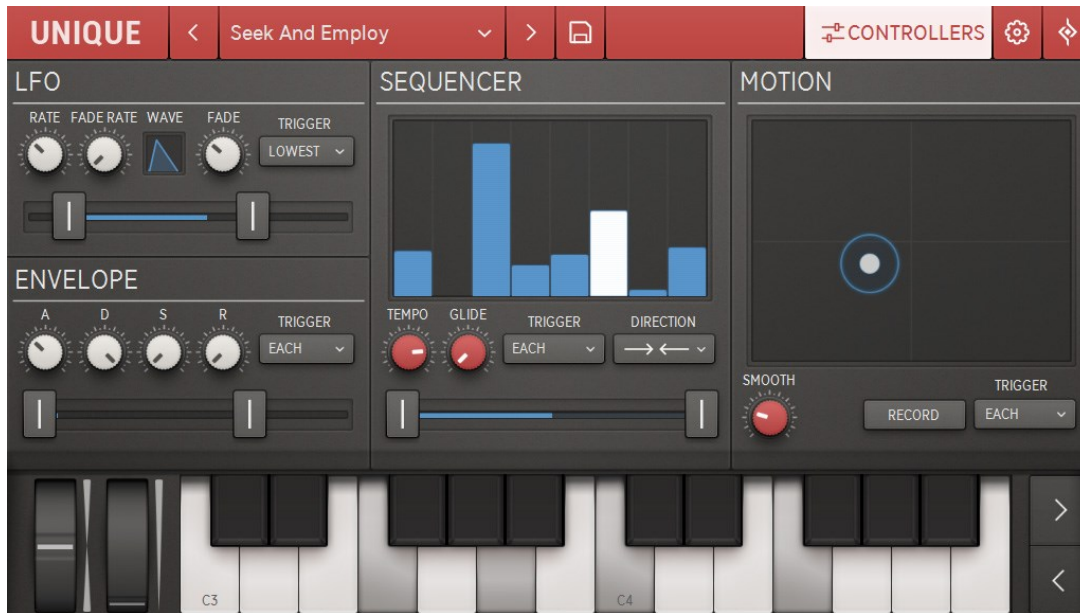 UNIQUE Seek And Employ CONTROLLERS
LFO
RATE FADE RATE WAVE FADE TRIGGER
LOWEST
ENVELOPE
A D S R TRIGGER
EACH
SEQUENCER
TEMPO GLIDE TRIGGER DIRECTION
EACH
MOTION
SMOOTH TRIGGER
RECORD EACH
C3 C4